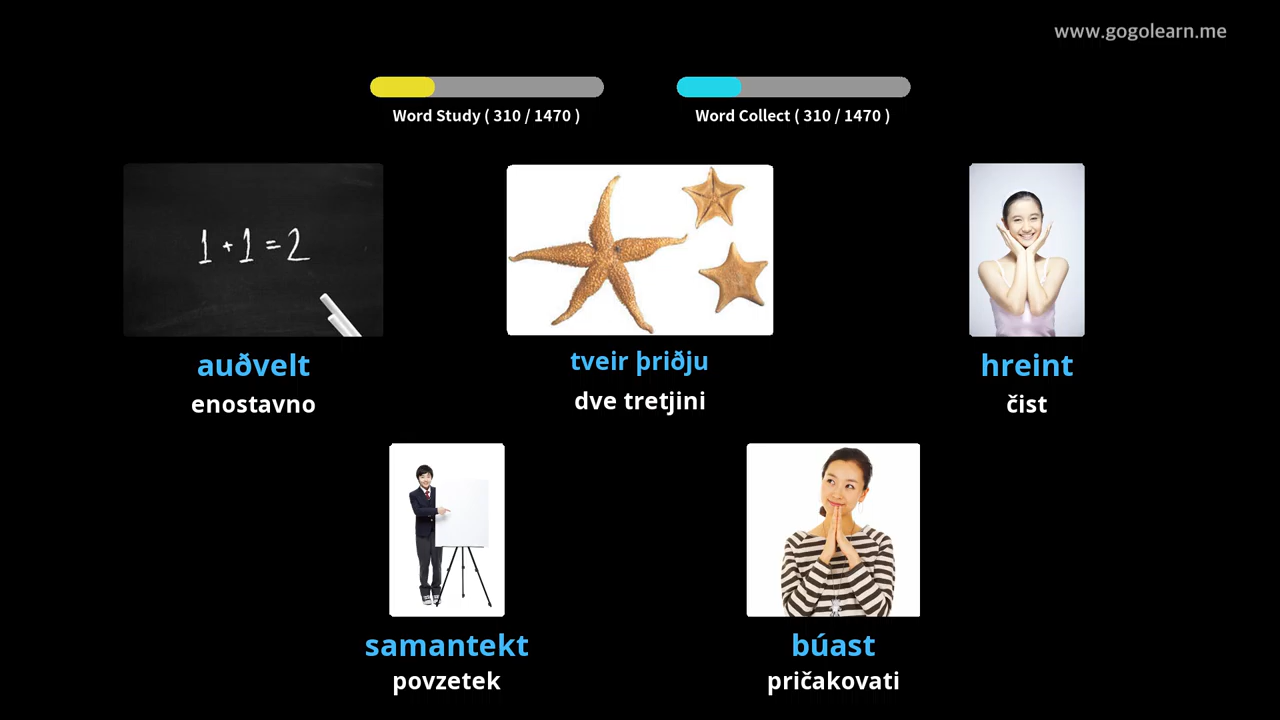 www.gogolearn.me
Word Study ( 310 / 1470 )
Word Collect ( 310 / 1470 )
1 + 1 = 2
auðvelt
enostavno
tveir þriðju
dve tretjini
hreint
čist
samantekt
povzetek
búast
pričakovati